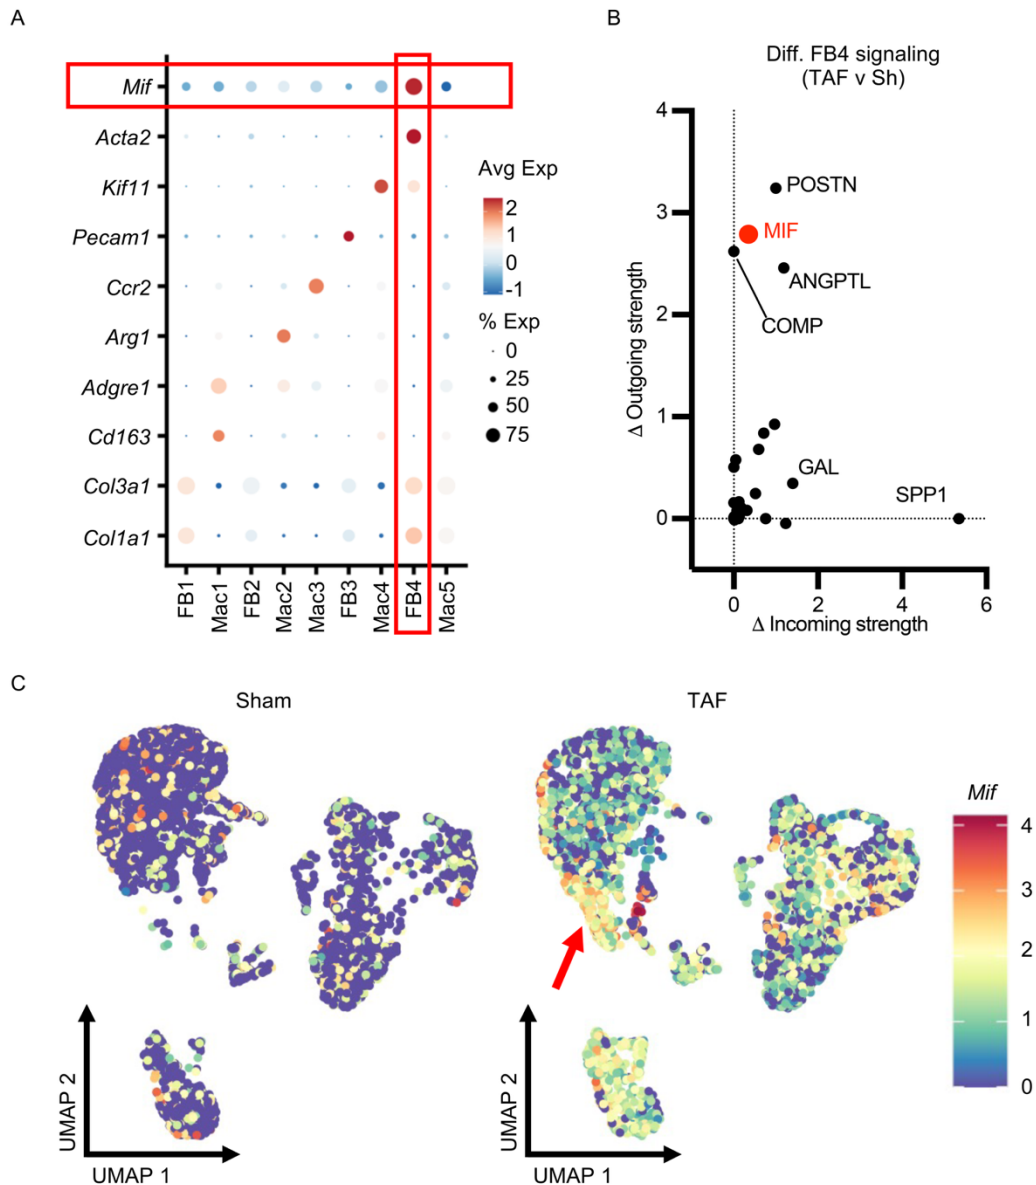 A
Mif
Acta2
Kif11
Pecam1
Ccr2
Arg1
Adgre1
Cd163
Col3a1
Col1a1
FB1
Mac1
FB2
Mac2
Mac3
FB3
Mac4
FB4
Mac5
Avg Exp
2
1
0
-1
% Exp
0
25
50
75
B
Diff. FB4 signaling
(TAF v Sh)
4
3
2
1
0
Δ Outgoing strength
POSTN
MIF
ANGPTL
COMP
GAL
SPP1
0
2
4
6
Δ Incoming strength
C
Sham
TAF
Mif
4
3
2
1
0
UMAP 2
UMAP 1
UMAP 2
UMAP 1